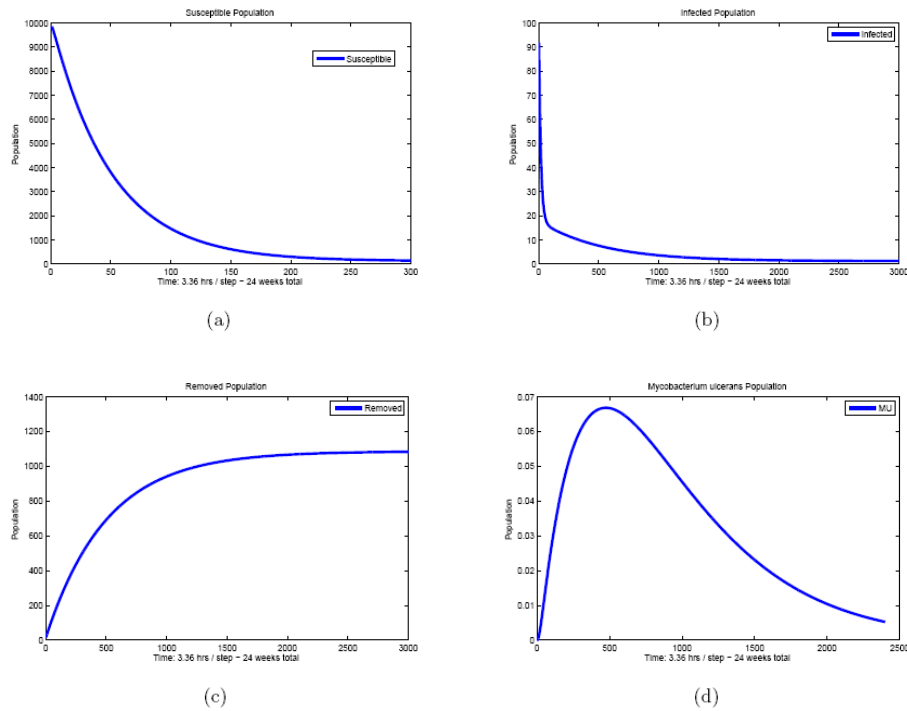 Susceptible Population
10000
9000
8000
7000
6000
5000
4000
3000
2000
1000
0
Population
Susceptible
0 50 100 150 200 250 300
Time: 3.36 hrs / step − 24 weeks total
(a)
Infected Population
100
90
80
70
60
50
40
30
20
10
0
Population
Infected
0 500 1000 1500 2000 2500 3000
Time: 3.36 hrs / step − 24 weeks total
(b)
Removed Population
1400
1200
1000
800
600
400
200
0
Population
Removed
0 500 1000 1500 2000 2500 3000
Time: 3.36 hrs / step − 24 weeks total
(c)
Mycobacterium ulcerans Population
0.07
0.06
0.05
0.04
0.03
0.02
0.01
0
Population
MU
0 500 1000 1500 2000 2500
Time: 3.36 hrs / step − 24 weeks total
(d)